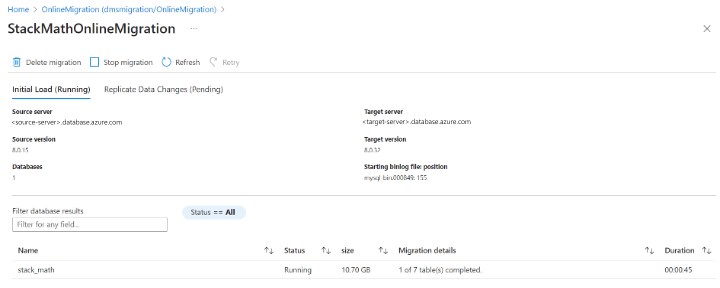 Home > OnlineMigration (dmsmigration/OnlineMigration) >
StackMathOnlineMigration ...
Delete migration Stop migration Refresh Retry
Initial Load (Running) Replicate Data Changes (Pending)
Source server Target server
<source-server>.database.azure.com <target-server>.database.azure.com
Source version Target version
8.0.15 8.0.32
Databases Starting binlog file: position
1 mysql-bin.000849: 155
Filter database results Status == All
Filter for any field...
Name Status size Migration details Duration
stack_math Running 10.70 GB 1 of 7 table(s) completed. 00:00:45